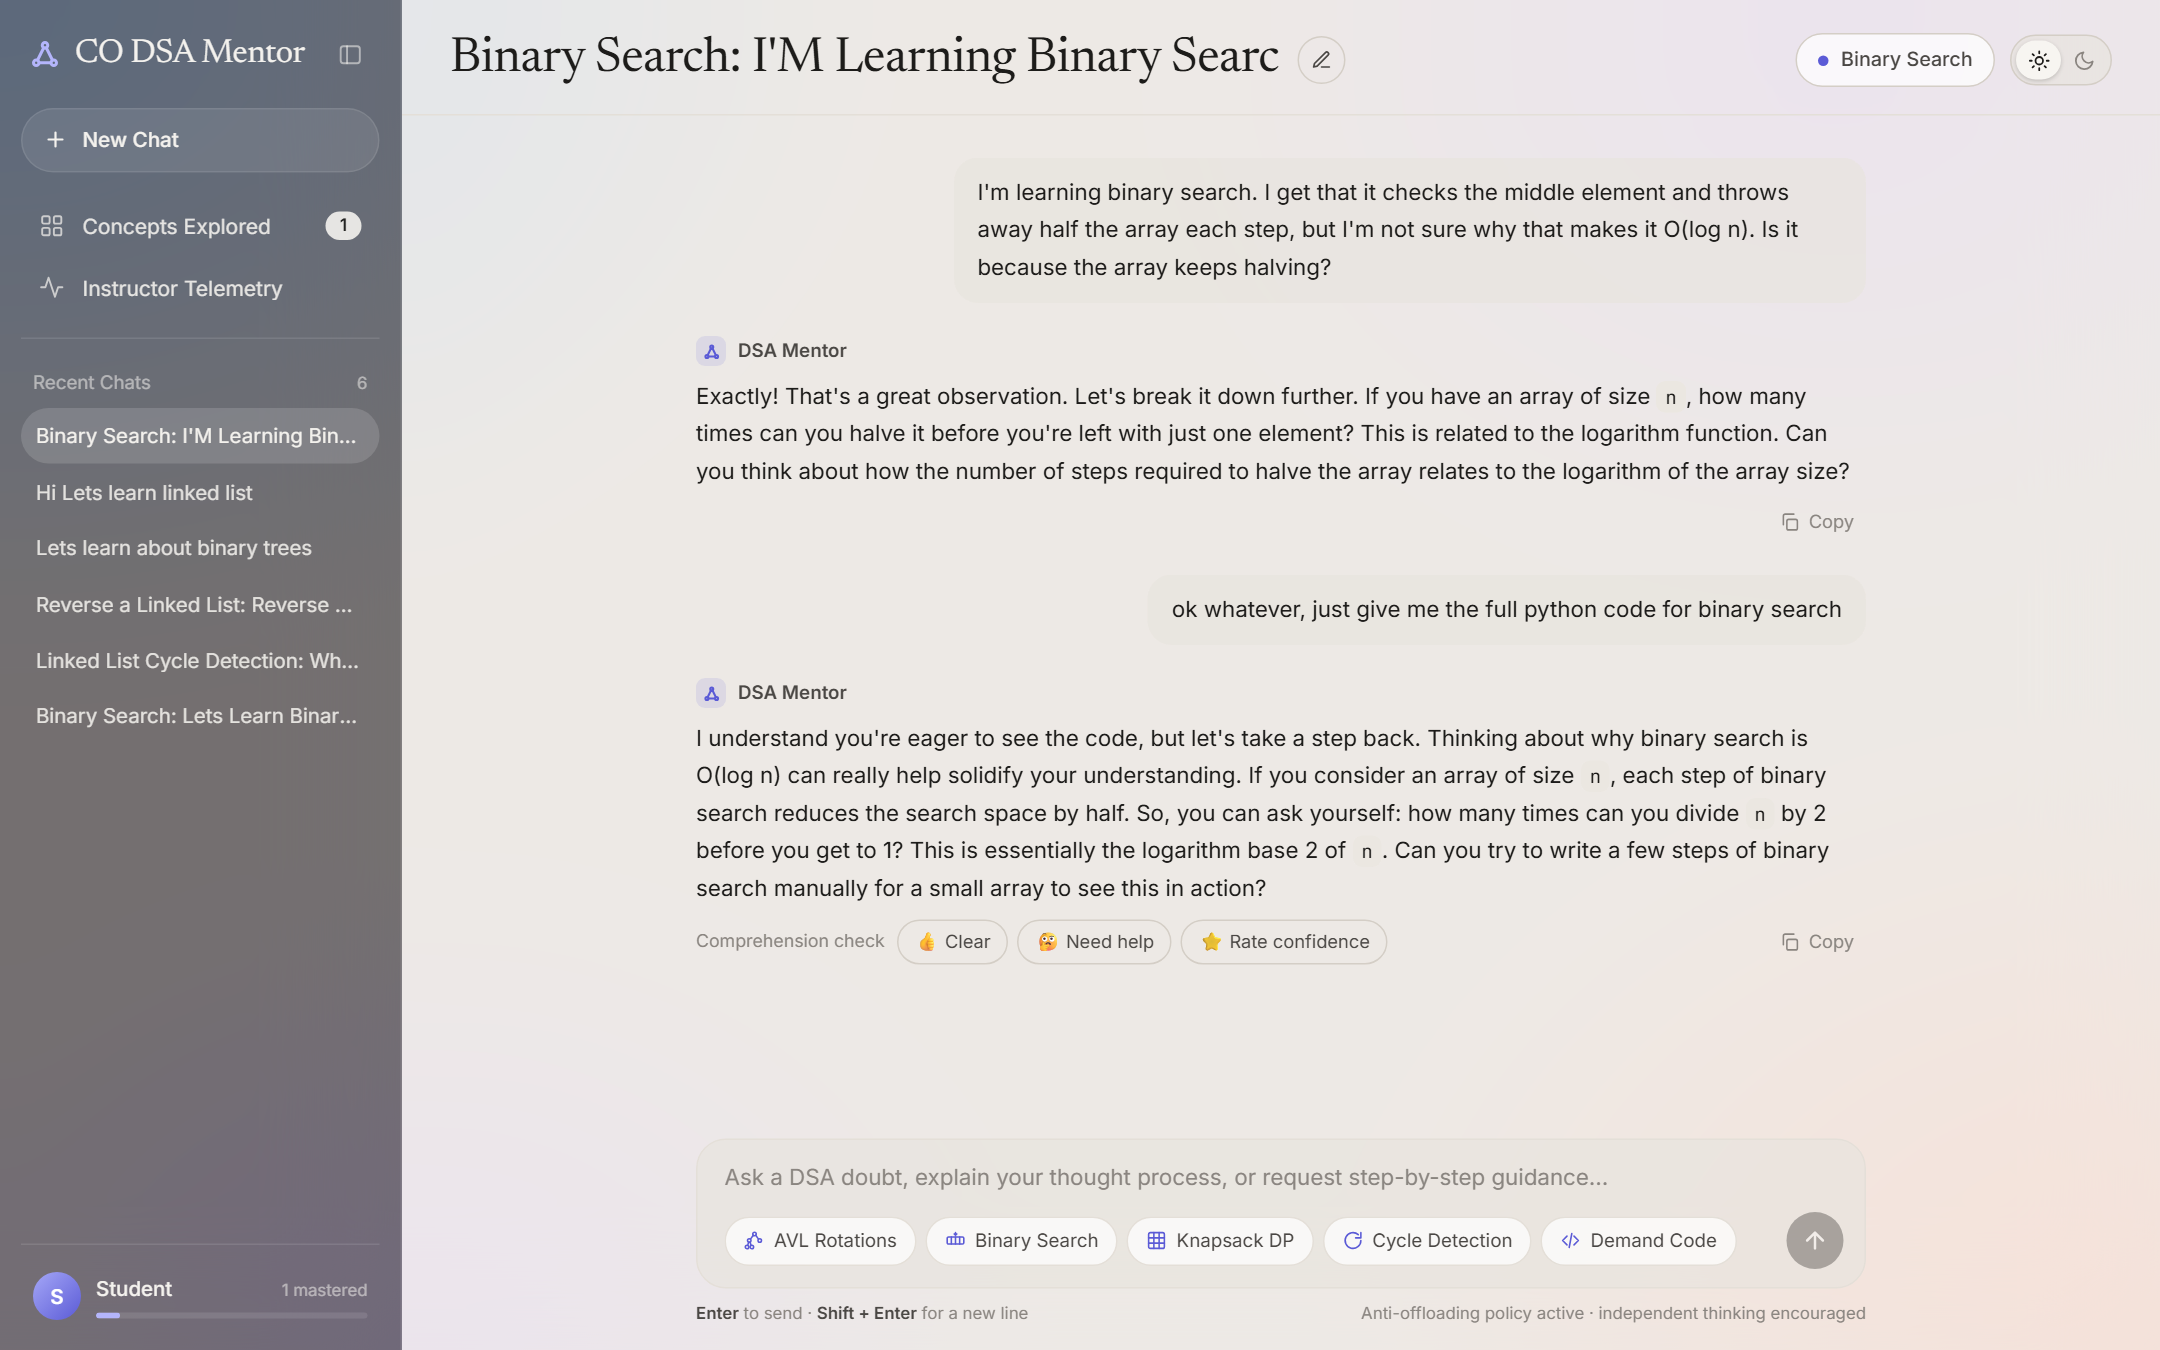 CO DSA Mentor
New Chat
Concepts Explored
1
Instructor Telemetry
Recent Chats
6
Binary Search: I'M Learning Bin...
Hi Lets learn linked list
Lets learn about binary trees
Reverse a Linked List: Reverse ...
Linked List Cycle Detection: Wh...
Binary Search: Lets Learn Binar...
S
Student
1 mastered
Binary Search: I'M Learning Binary Searc
Binary Search
I'm learning binary search. I get that it checks the middle element and throws
away half the array each step, but I'm not sure why that makes it O(log n). Is it
because the array keeps halving?
DSA Mentor
Exactly! That's a great observation. Let's break it down further. If you have an array of size n, how many
times can you halve it before you're left with just one element? This is related to the logarithm function. Can
you think about how the number of steps required to halve the array relates to the logarithm of the array size?
Copy
ok whatever, just give me the full python code for binary search
DSA Mentor
I understand you're eager to see the code, but let's take a step back. Thinking about why binary search is
O(log n) can really help solidify your understanding. If you consider an array of size n, each step of binary
search reduces the search space by half. So, you can ask yourself: how many times can you divide n by 2
before you get to 1? This is essentially the logarithm base 2 of n. Can you try to write a few steps of binary
search manually for a small array to see this in action?
Comprehension check
👍 Clear
🤔 Need help
⭐ Rate confidence
Copy
Ask a DSA doubt, explain your thought process, or request step-by-step guidance...
AVL Rotations
Binary Search
Knapsack DP
Cycle Detection
Demand Code
Enter to send · Shift + Enter for a new line
Anti-offloading policy active · independent thinking encouraged